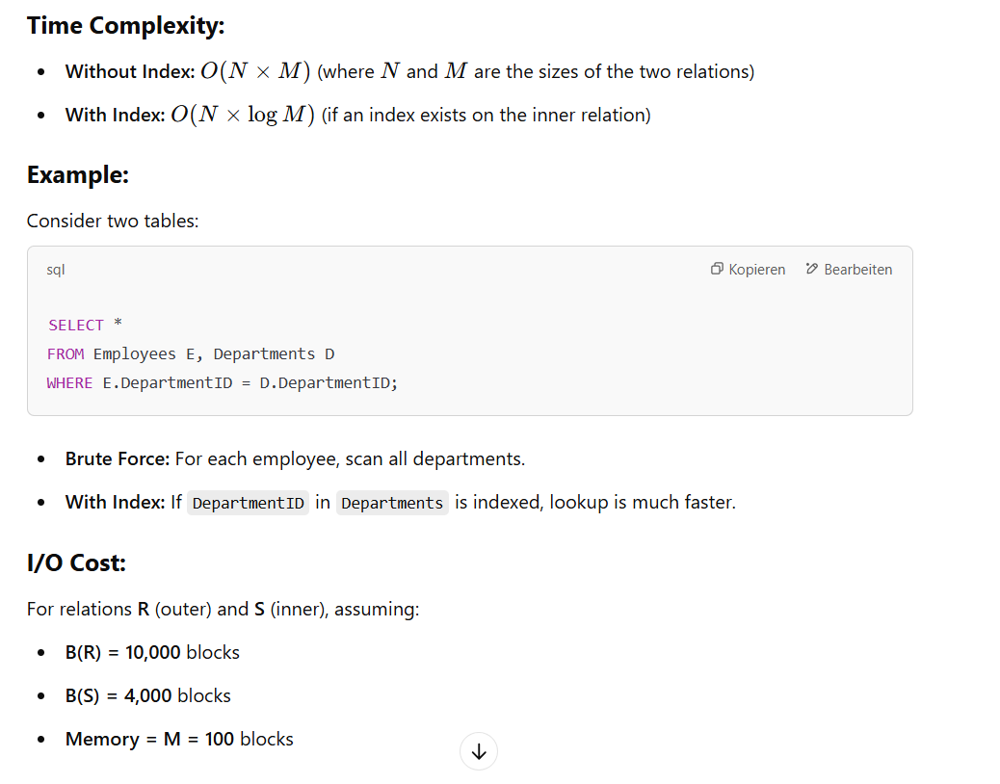 Time Complexity:
• Without Index: O(N × M) (where N and M are the sizes of the two relations)
• With Index: O(N × log M) (if an index exists on the inner relation)
Example:
Consider two tables:
sql Kopieren Bearbeiten
SELECT *
FROM Employees E, Departments D
WHERE E.DepartmentID = D.DepartmentID;
• Brute Force: For each employee, scan all departments.
• With Index: If DepartmentID in Departments is indexed, lookup is much faster.
I/O Cost:
For relations R (outer) and S (inner), assuming:
• B(R) = 10,000 blocks
• B(S) = 4,000 blocks
• Memory = M = 100 blocks